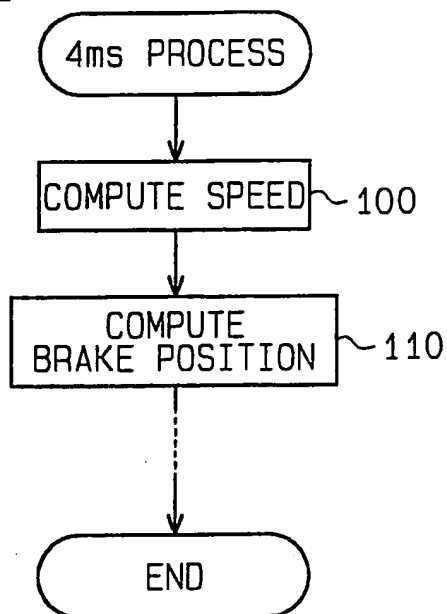 4ms PROCESS
COMPUTE SPEED 100
COMPUTE
BRAKE POSITION 110
END